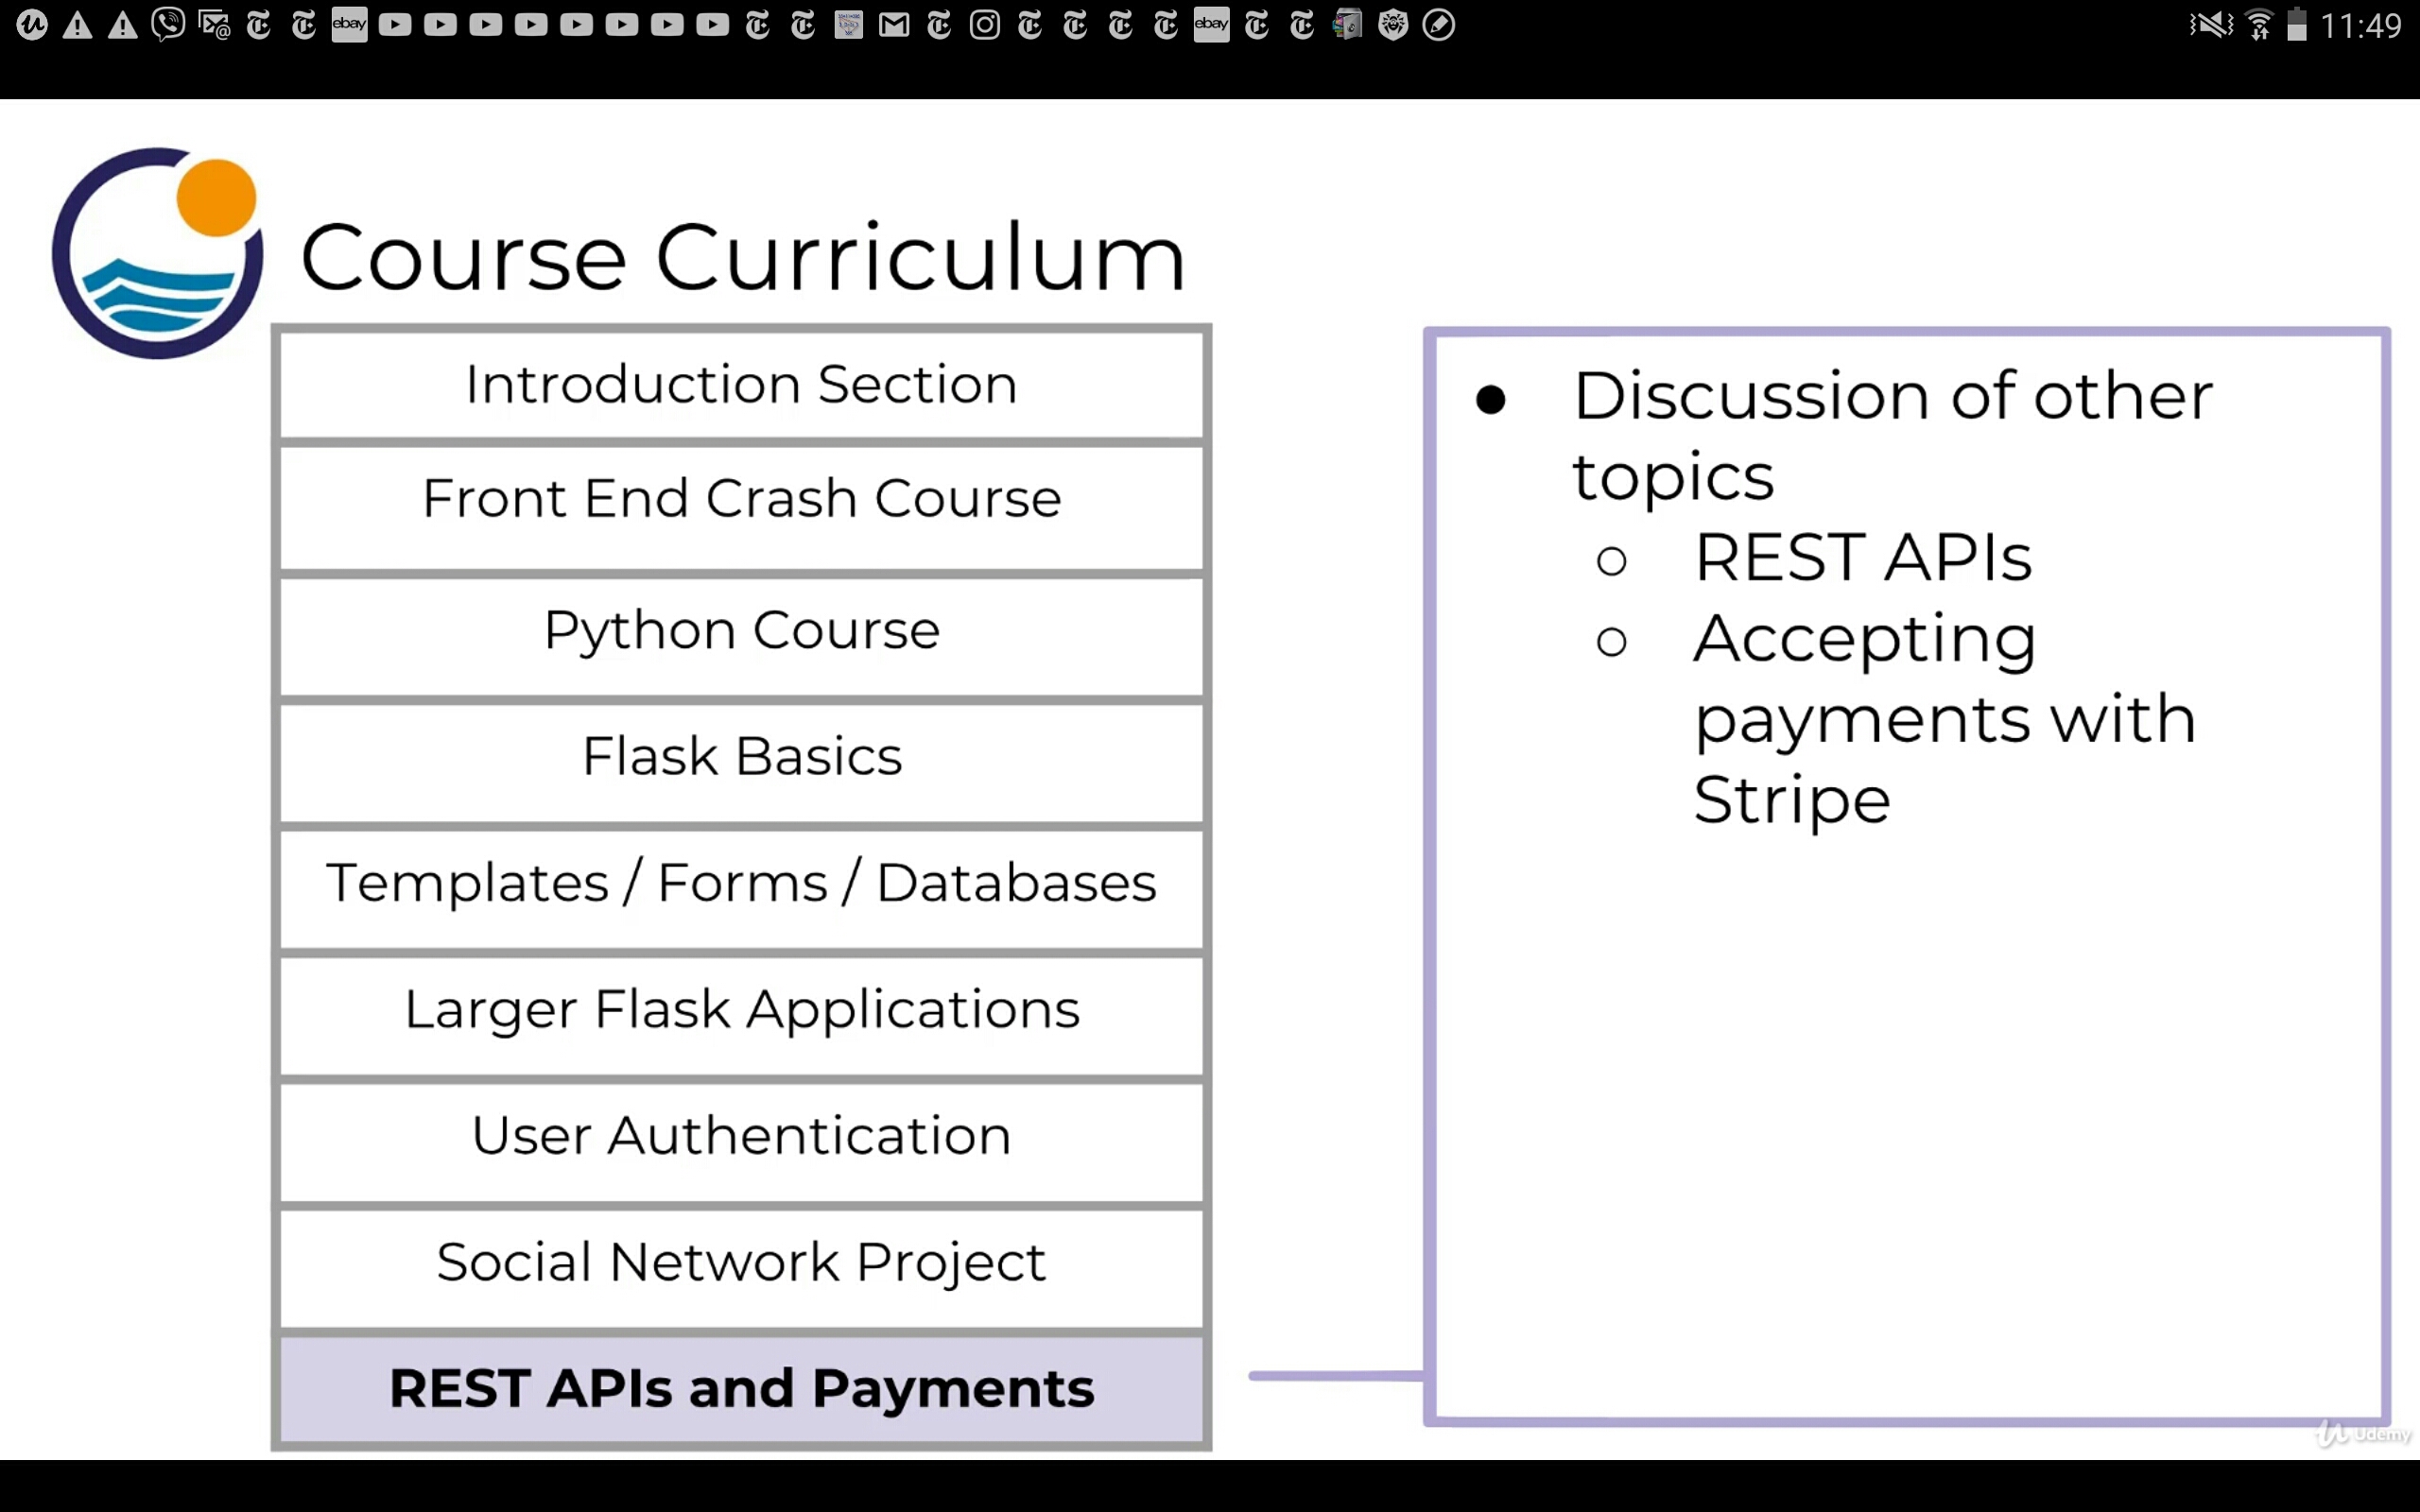 ebay
ebay
11:49
Course Curriculum
Introduction Section
Front End Crash Course
Python Course
Flask Basics
Templates / Forms / Databases
Larger Flask Applications
User Authentication
Social Network Project
REST APIs and Payments
● Discussion of other
topics
○ REST APIs
○ Accepting
payments with
Stripe
Udemy